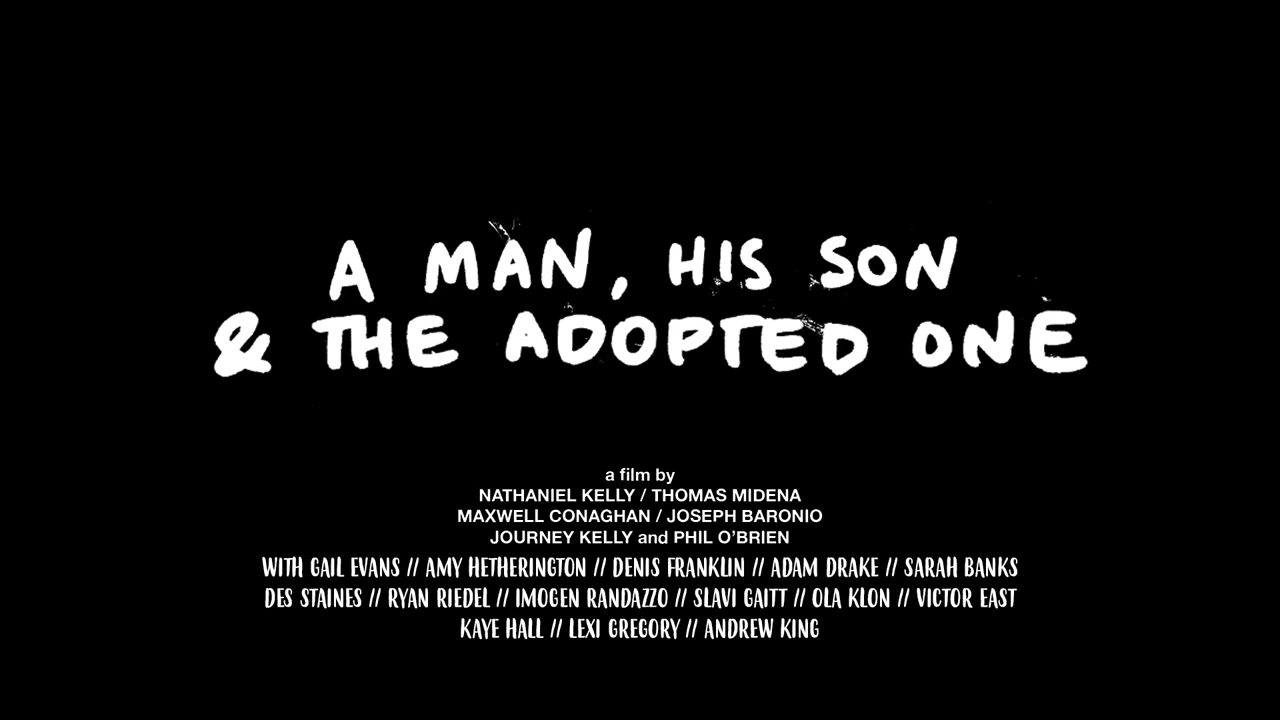 A MAN, HIS SON
& THE ADOPTED ONE
a film by
NATHANIEL KELLY / THOMAS MIDENA
MAXWELL CONAGHAN / JOSEPH BARONIO
JOURNEY KELLY and PHIL O’BRIEN
WITH GAIL EVANS // AMY HETHERINGTON // DENIS FRANKLIN // ADAM DRAKE // SARAH BANKS
DES STAINES // RYAN RIEDEL // IMOGEN RANDAZZO // SLAVI GAITT // OLA KLON // VICTOR EAST
KAYE HALL // LEXI GREGORY // ANDREW KING